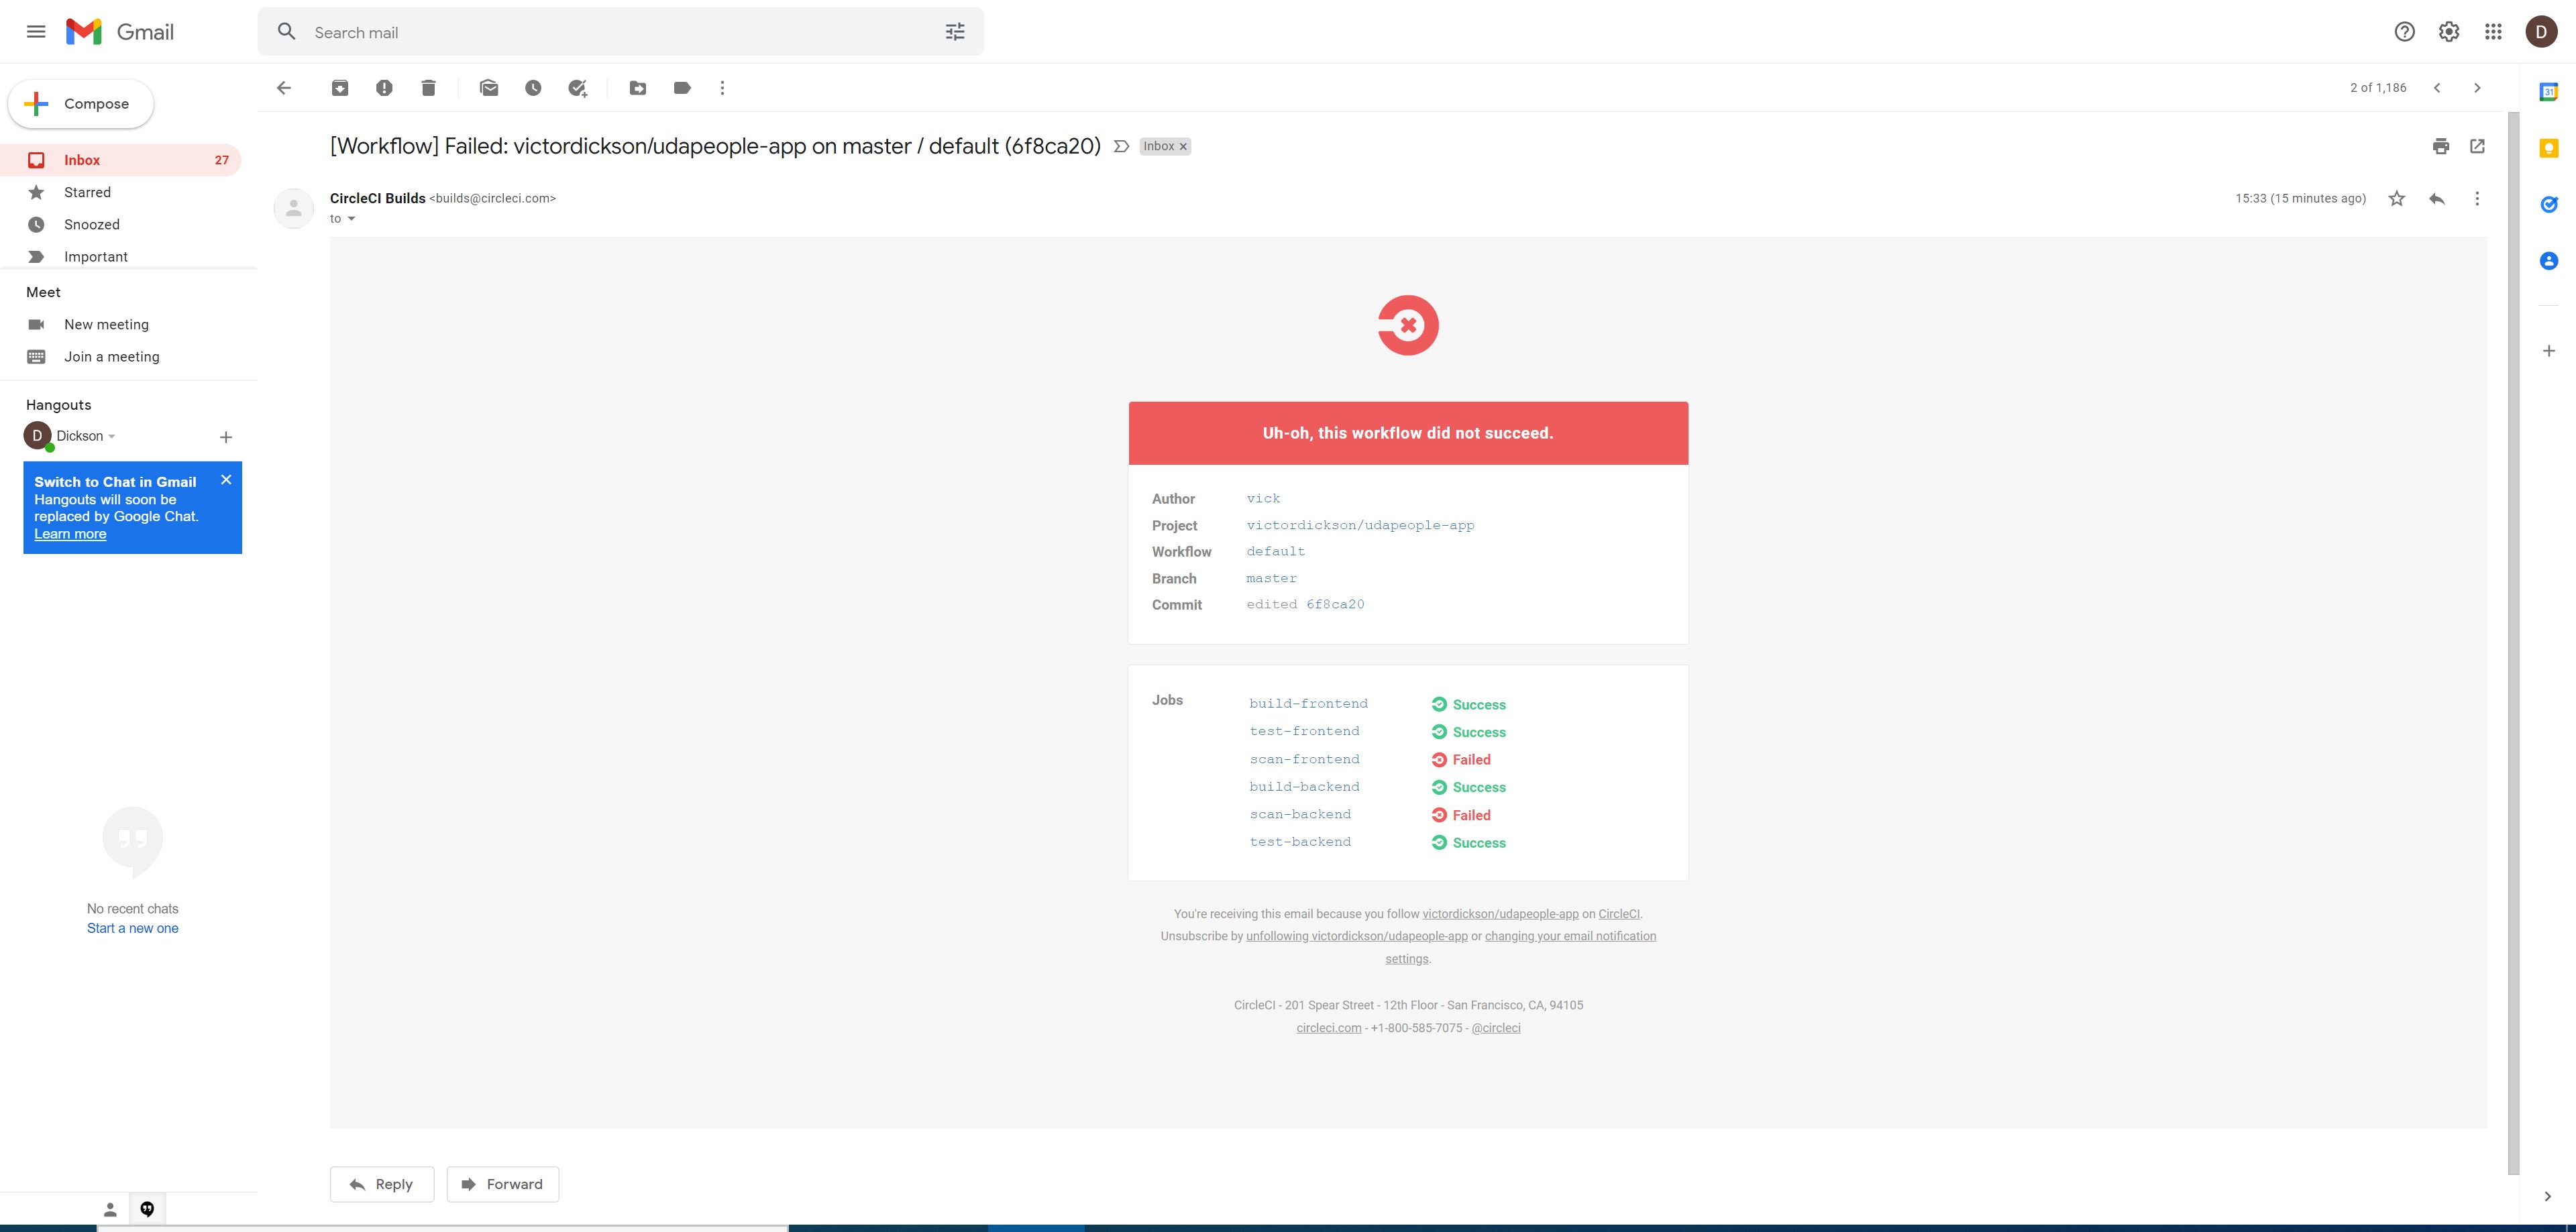 Gmail
Search mail
D
Compose
2 of 1,186
31
[Workflow] Failed: victordickson/udapeople-app on master / default (6f8ca20)
Inbox ×
Inbox 27
Starred
Snoozed
Important
CircleCI Builds <builds@circleci.com>
15:33 (15 minutes ago)
to
Meet
New meeting
Join a meeting
Hangouts
D Dickson
Switch to Chat in Gmail
Hangouts will soon be
replaced by Google Chat.
Learn more
No recent chats
Start a new one
Uh-oh, this workflow did not succeed.
Author vick
Project victordickson/udapeople-app
Workflow default
Branch master
Commit edited 6f8ca20
Jobs build-frontend Success
test-frontend Success
scan-frontend Failed
build-backend Success
scan-backend Failed
test-backend Success
You're receiving this email because you follow victordickson/udapeople-app on CircleCI.
Unsubscribe by unfollowing victordickson/udapeople-app or changing your email notification
settings.
CircleCI - 201 Spear Street - 12th Floor - San Francisco, CA, 94105
circleci.com - +1-800-585-7075 - @circleci
Reply
Forward